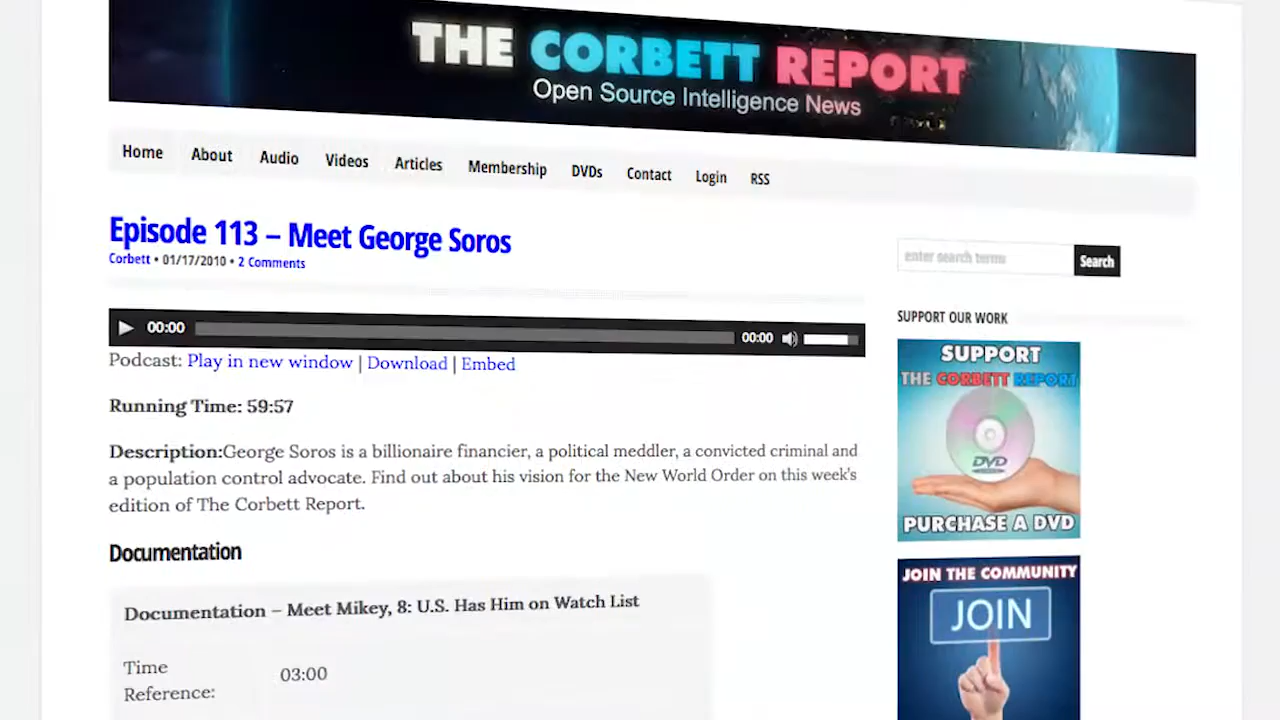 THE CORBETT REPORT
Open Source Intelligence News
Home About Audio Videos Articles Membership DVDs Contact Login RSS
Episode 113 – Meet George Soros
Corbett • 01/17/2010 • 2 Comments
enter search terms Search
00:00 00:00
Podcast: Play in new window | Download | Embed
Running Time: 59:57
Description:George Soros is a billionaire financier, a political meddler, a convicted criminal and
a population control advocate. Find out about his vision for the New World Order on this week's
edition of The Corbett Report.
Documentation
Documentation – Meet Mikey, 8: U.S. Has Him on Watch List
Time
Reference:
03:00
SUPPORT OUR WORK
SUPPORT
THE CORBETT REPORT
DVD
PURCHASE A DVD
JOIN THE COMMUNITY
JOIN